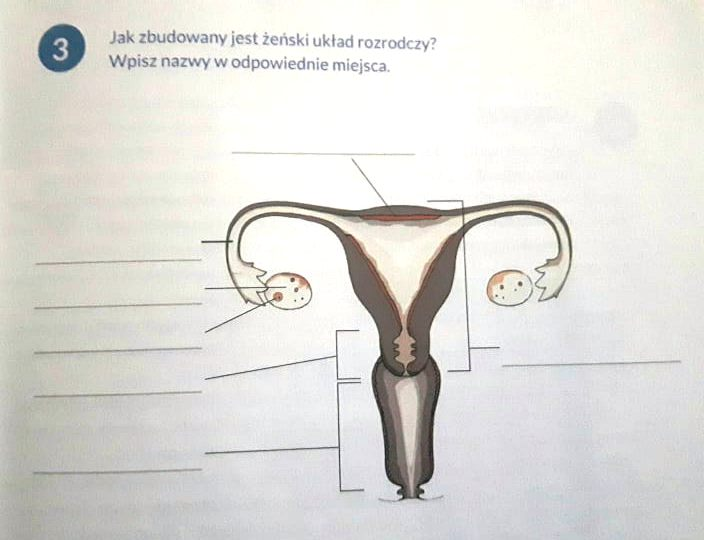 3
Jak zbudowany jest żeński układ rozrodczy?
Wpisz nazwy w odpowiednie miejsca.